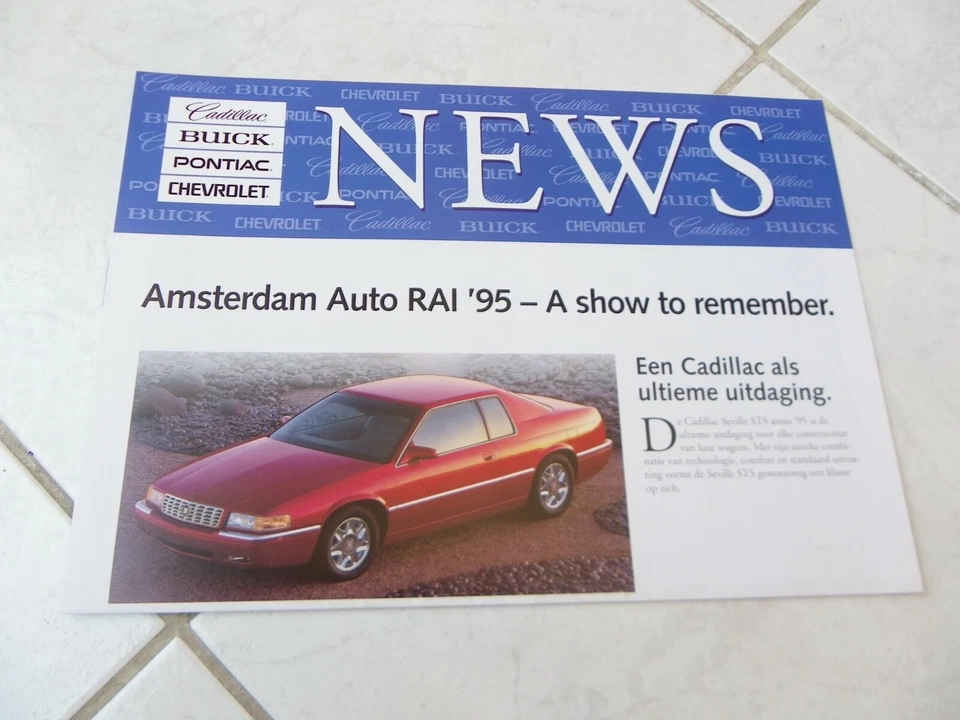 Cadillac
BUICK
PONTIAC
CHEVROLET
NEWS
Amsterdam Auto RAI '95 – A show to remember.
Een Cadillac als
ultieme uitdaging.
De Cadillac Seville STS anno '95 is de
ultieme uitdaging voor elke constructeur
van luxe wagens. Met zijn unieke combi-
natie van technologie, comfort en standaard uitrus-
ting vormt de Seville STS gewoonweg een klasse
op zich.